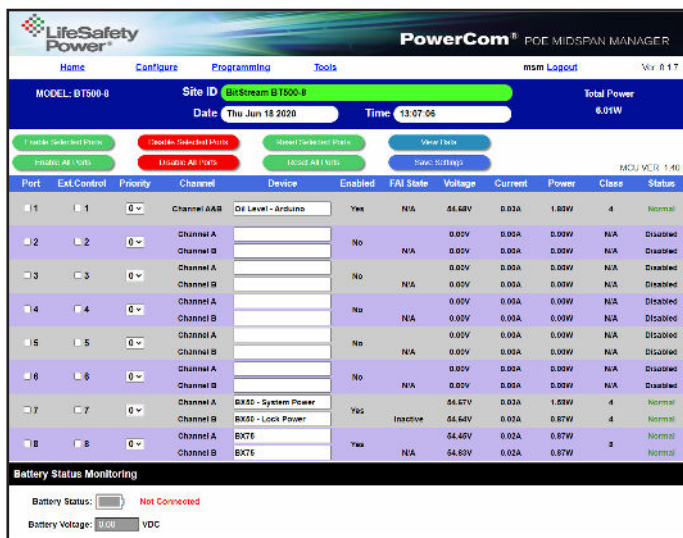 LifeSafety Power®
PowerCom® POE MIDSPAN MANAGER
Home Configure Programming Tools msm Logout Ver 8.1.7
MODEL: BT500-8 Site ID BitStream BT500-8 Total Power
Date Thu Jun 18 2020 Time 13:07:06 6.01W
Enable Selected Ports Disable Selected Ports Reset Selected Ports View Data
Enable All Ports Disable All Ports Reset All Ports Save Settings
MCU VER 1.40
Port Ext.Control Priority Channel Device Enabled FAI State Voltage Current Power Class Status
1 1 0 Channel A&B Oil Level - Arduino Yes N/A 54.68V 0.03A 1.80W 4 Normal
Channel A 0.00V 0.00A 0.00W N/A Disabled
2 2 0 No
Channel B N/A 0.00V 0.00A 0.00W N/A Disabled
Channel A 0.00V 0.00A 0.00W N/A Disabled
3 3 0 No
Channel B N/A 0.00V 0.00A 0.00W N/A Disabled
Channel A 0.00V 0.00A 0.00W N/A Disabled
4 4 0 No
Channel B N/A 0.00V 0.00A 0.00W N/A Disabled
Channel A 0.00V 0.00A 0.00W N/A Disabled
5 5 0 No
Channel B N/A 0.00V 0.00A 0.00W N/A Disabled
Channel A 0.00V 0.00A 0.00W N/A Disabled
6 6 0 No
Channel B N/A 0.00V 0.00A 0.00W N/A Disabled
Channel A BX50 - System Power 54.67V 0.03A 4 Normal
7 7 0 Yes
Channel B BX50 - Lock Power Inactive 54.64V 0.02A 0.87W 4 Normal
Channel A BX75 0.02A 0.87W Normal
8 8 0 Yes 3
Channel B BX75 N/A 0.02A 0.87W Normal
Battery Status Monitoring
Battery Status: Not Connected
Battery Voltage: 0.00 VDC